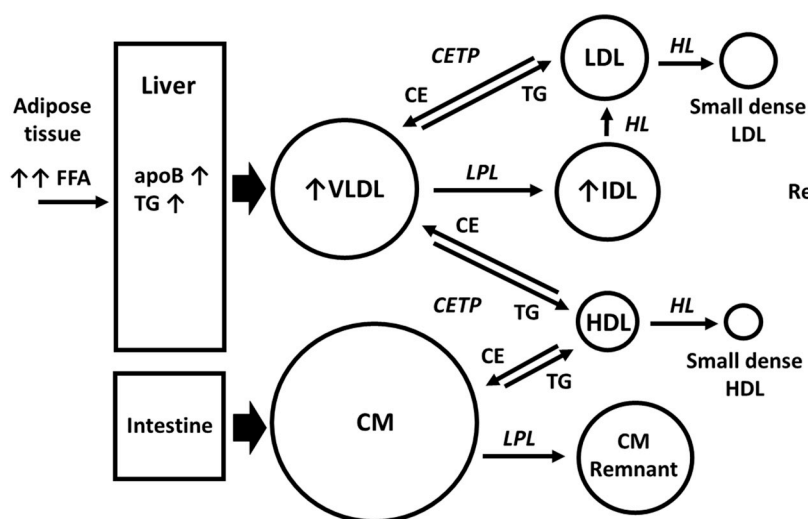 CETP
LDL
HL
Liver
CE
TG
Small dense
LDL
Adipose
tissue
HL
↑↑ FFA
apoB ↑
TG ↑
↑VLDL
LPL
↑IDL
Re
CE
CETP
TG
HDL
HL
CE
TG
Small dense
HDL
Intestine
CM
LPL
CM
Remnant